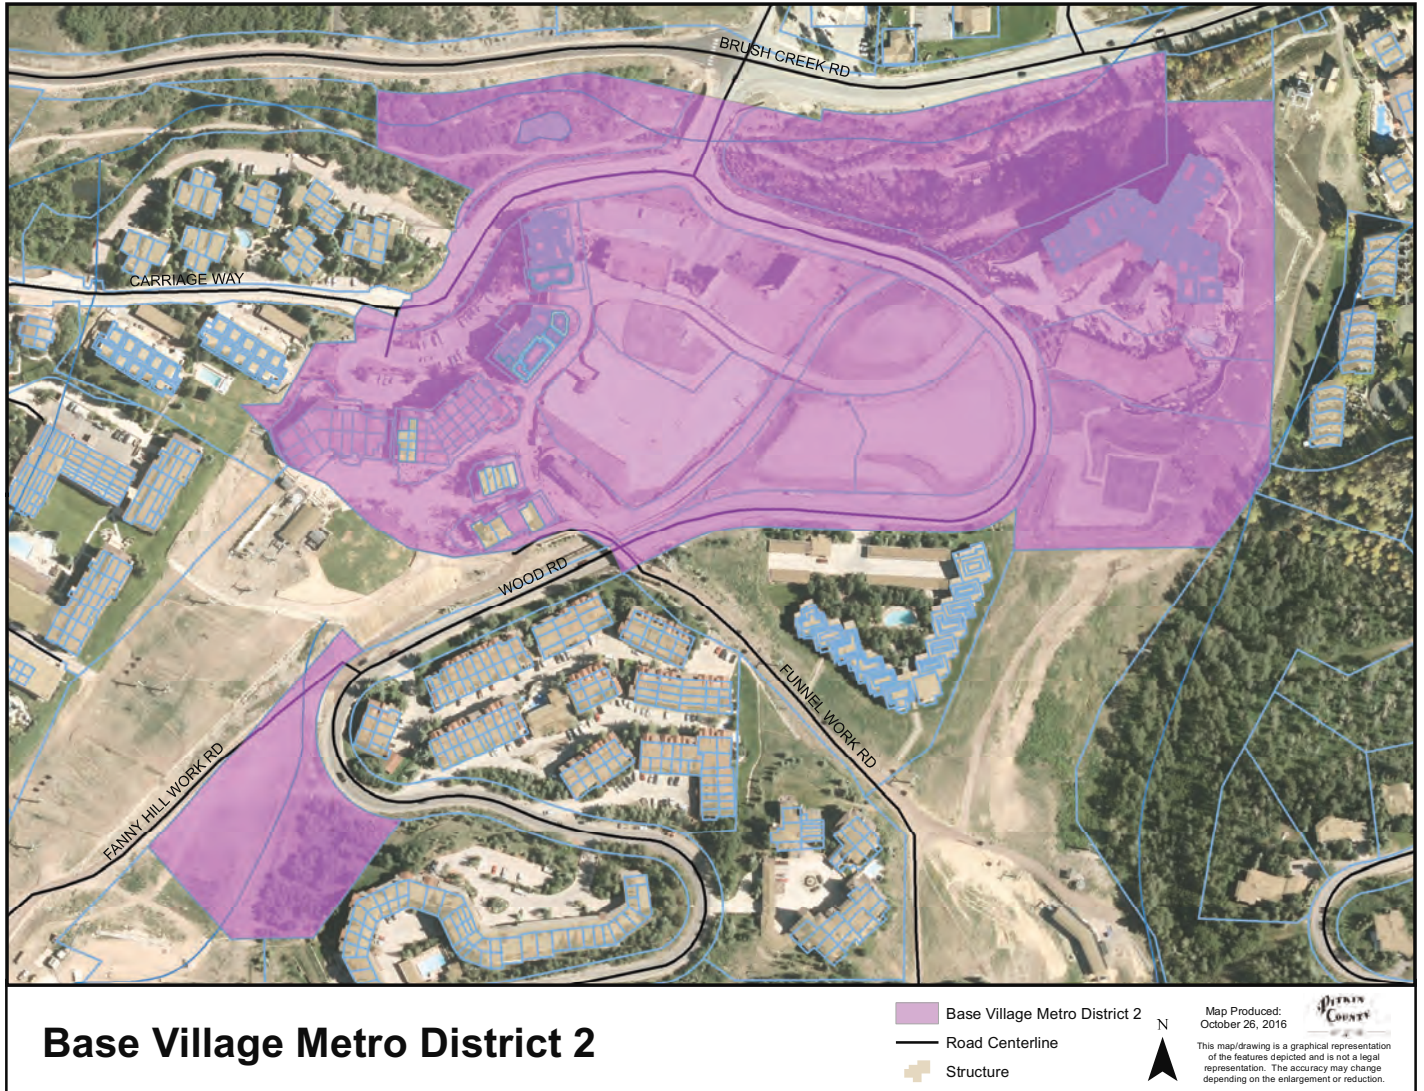 BRUSH CREEK RD
CARRIAGE WAY
WOOD RD
FUNNEL WORK RD
FANNY HILL WORK RD
Base Village Metro District 2
Base Village Metro District 2
Road Centerline
Structure
N
Map Produced:
October 26, 2016
PITKIN
COUNTY
This map/drawing is a graphical representation
of the features depicted and is not a legal
representation. The accuracy may change
depending on the enlargement or reduction.